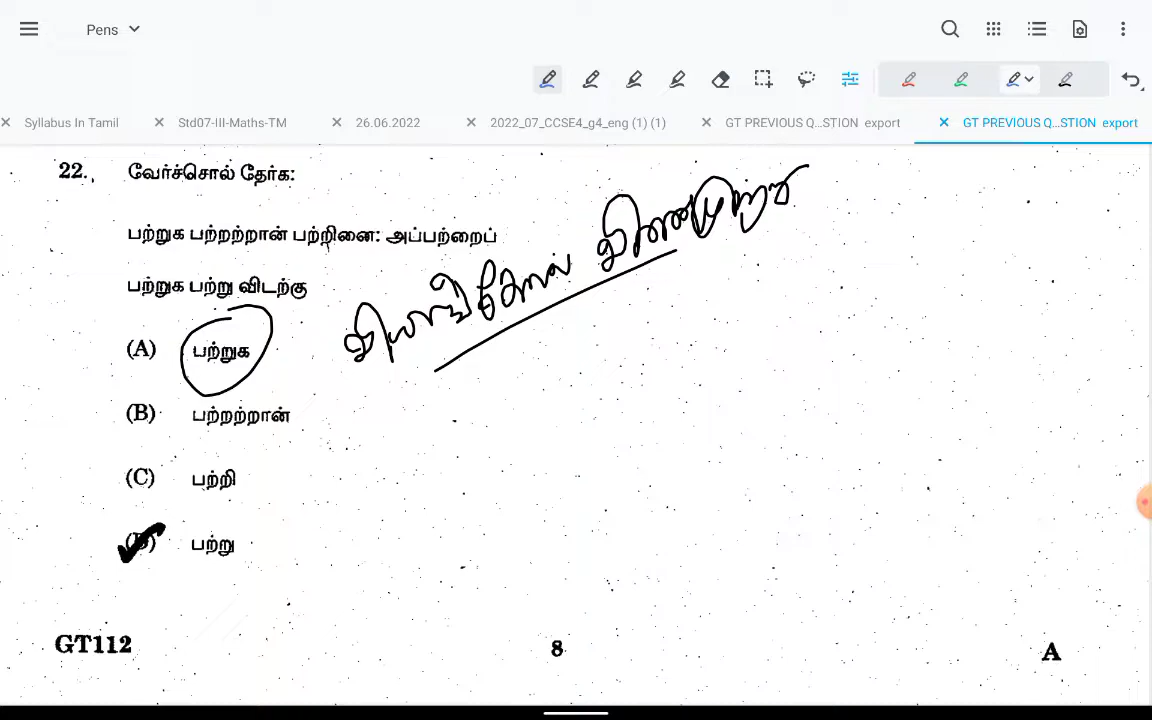 Pens
Syllabus In Tamil
Std07-III-Maths-TM
26.06.2022
2022_07_CCSE4_g4_eng (1) (1)
GT PREVIOUS Q...STION export
GT PREVIOUS Q...STION export
22. வேர்ச்சொல் தேர்க:
பற்றுக பற்றற்றான் பற்றினை: அப்பற்றைப்
பற்றுக பற்று விடற்கு
வியங்கோள் வினைமுற்று
(A) பற்றுக
(B) பற்றற்றான்
(C) பற்றி
(D) பற்று
GT112
8
A